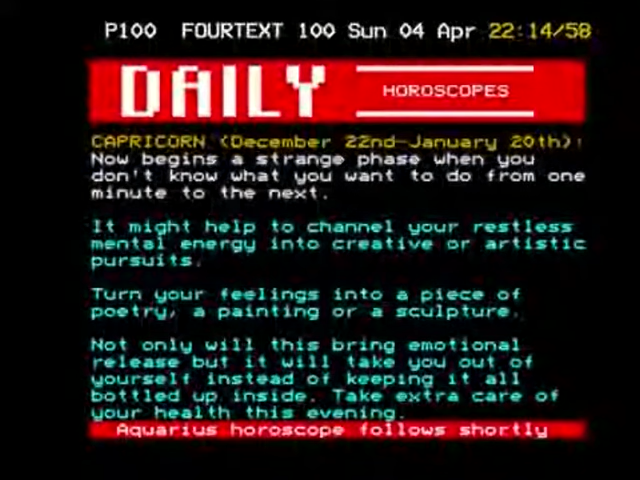 P100 FOURTEXT 100 Sun 04 Apr 22:14/58
DAILY HOROSCOPES
CAPRICORN (December 22nd-January 20th):
Now begins a strange phase when you
don't know what you want to do from one
minute to the next.
It might help to channel your restless
mental energy into creative or artistic
pursuits.
Turn your feelings into a piece of
poetry, a painting or a sculpture.
Not only will this bring emotional
release but it will take you out of
yourself instead of keeping it all
bottled up inside. Take extra care of
your health this evening.
Aquarius horoscope follows shortly